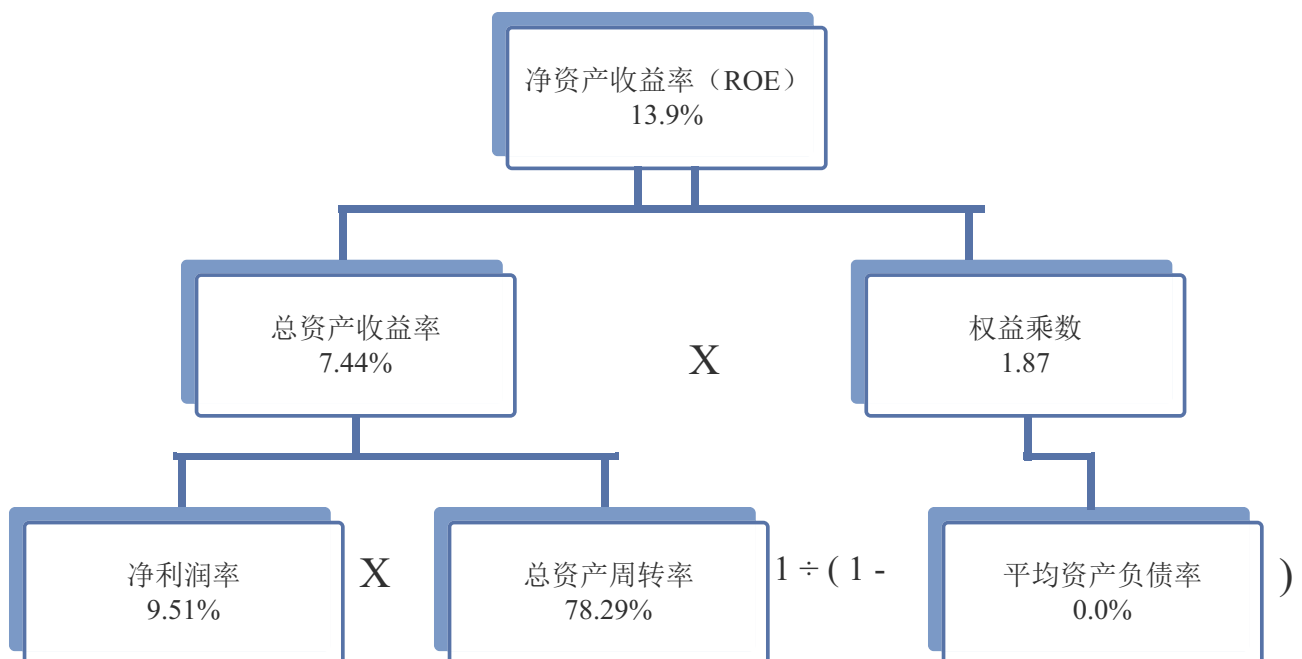 净资产收益率（ROE）
13.9%
总资产收益率
7.44%
X
权益乘数
1.87
净利润率
9.51%
X
总资产周转率
78.29%
1 ÷ ( 1 -
平均资产负债率
0.0%
)